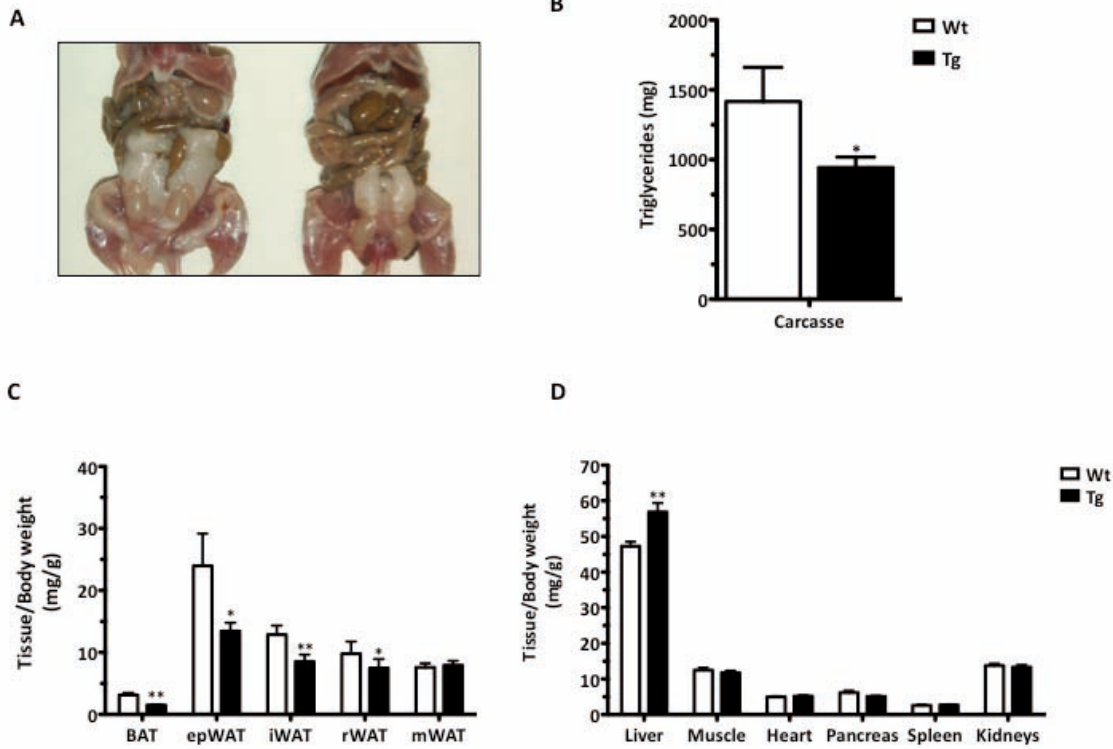 A
B
2000
1500
1000
500
0
Triglycerides (mg)
*
Carcasse
Wt
Tg
C
40
30
20
10
0
Tissue/Body weight
(mg/g)
**
*
**
*
BAT epWAT iWAT rWAT mWAT
D
70
60
50
40
30
20
10
0
Tissue/Body weight
(mg/g)
**
Liver Muscle Heart Pancreas Spleen Kidneys
Wt
Tg